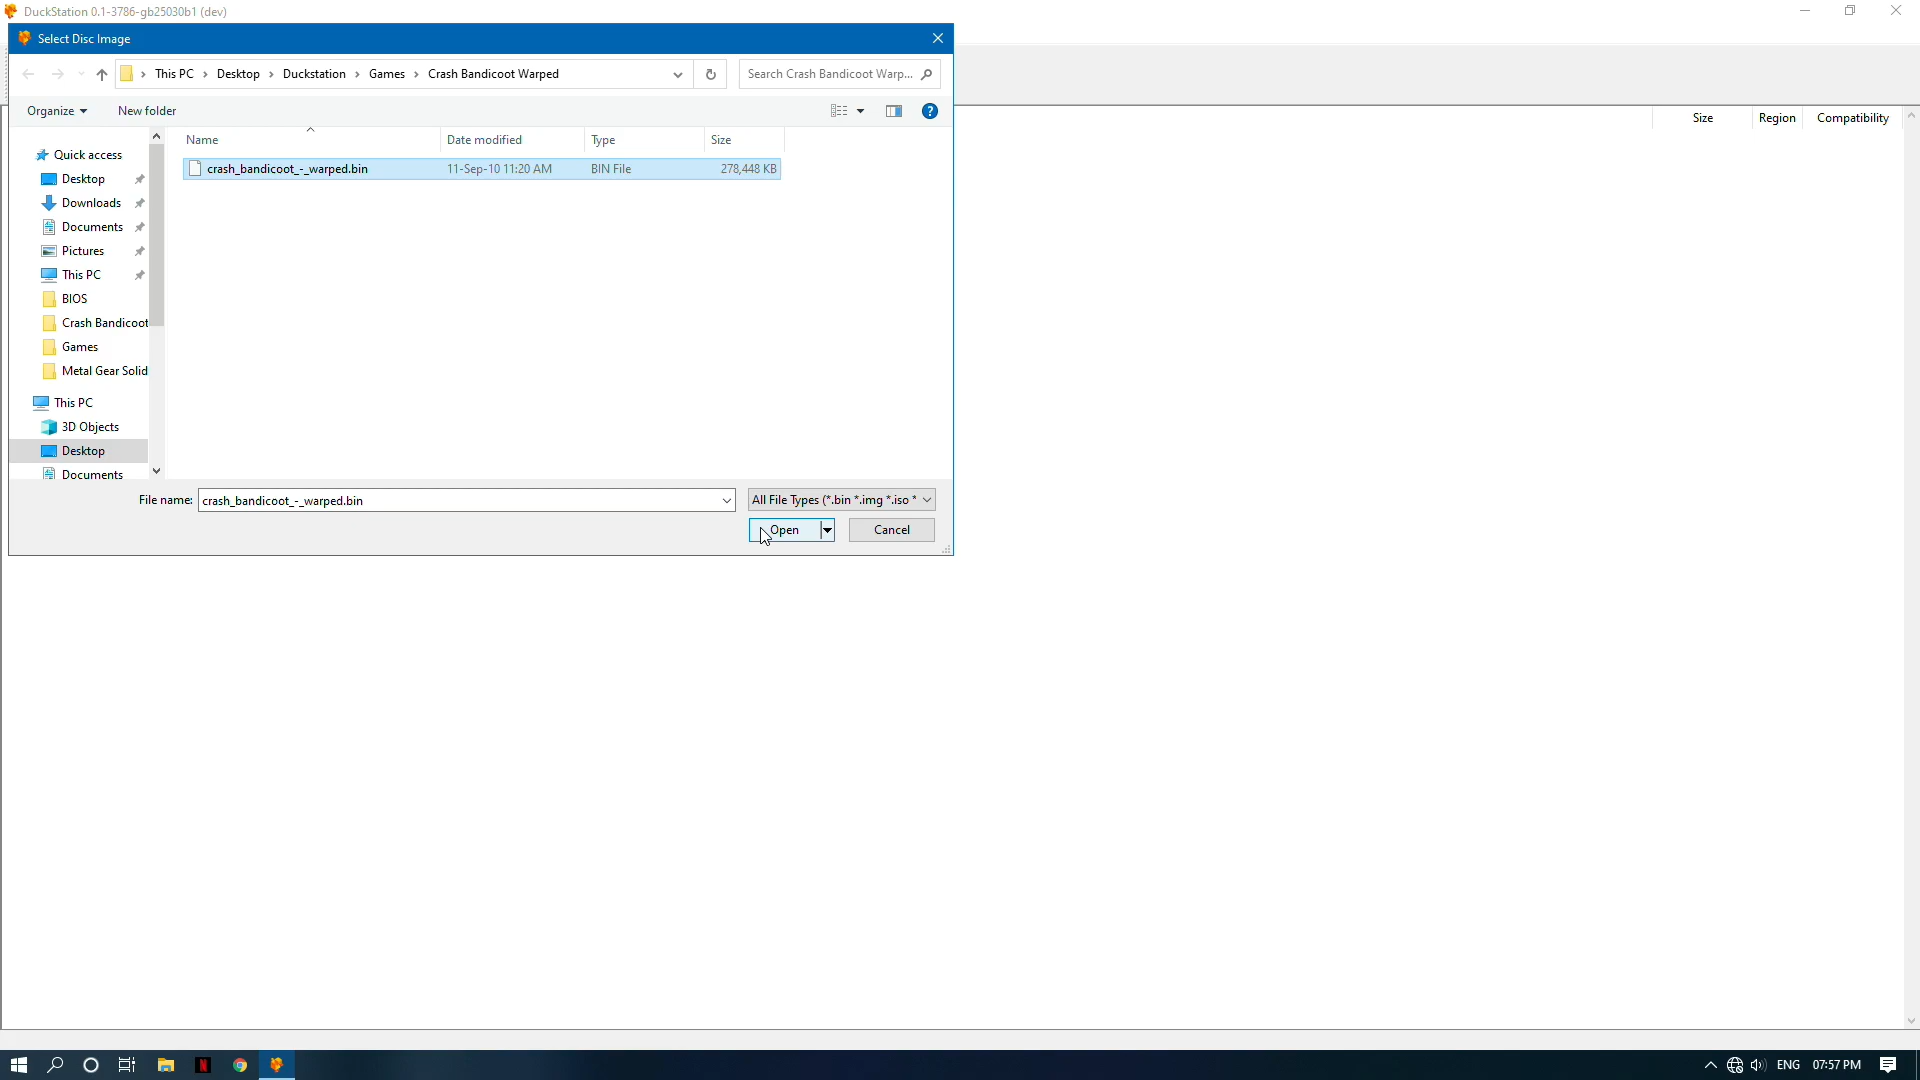 DuckStation 0.1-3786-gb25030b1 (dev)
Select Disc Image
This PC > Desktop > Duckstation > Games > Crash Bandicoot Warped
Search Crash Bandicoot Warp...
Organize
New folder
Size
Region
Compatibility
Name
Date modified
Type
Size
crash_bandicoot_-_warped.bin
11-Sep-10 11:20 AM
BIN File
278,448 KB
Quick access
Desktop
Downloads
Documents
Pictures
This PC
BIOS
Crash Bandicoot
Games
Metal Gear Solid
This PC
3D Objects
Desktop
Documents
File name:
crash_bandicoot_-_warped.bin
All File Types (*.bin *.img *.iso *
Open
Cancel
ENG
07:57 PM